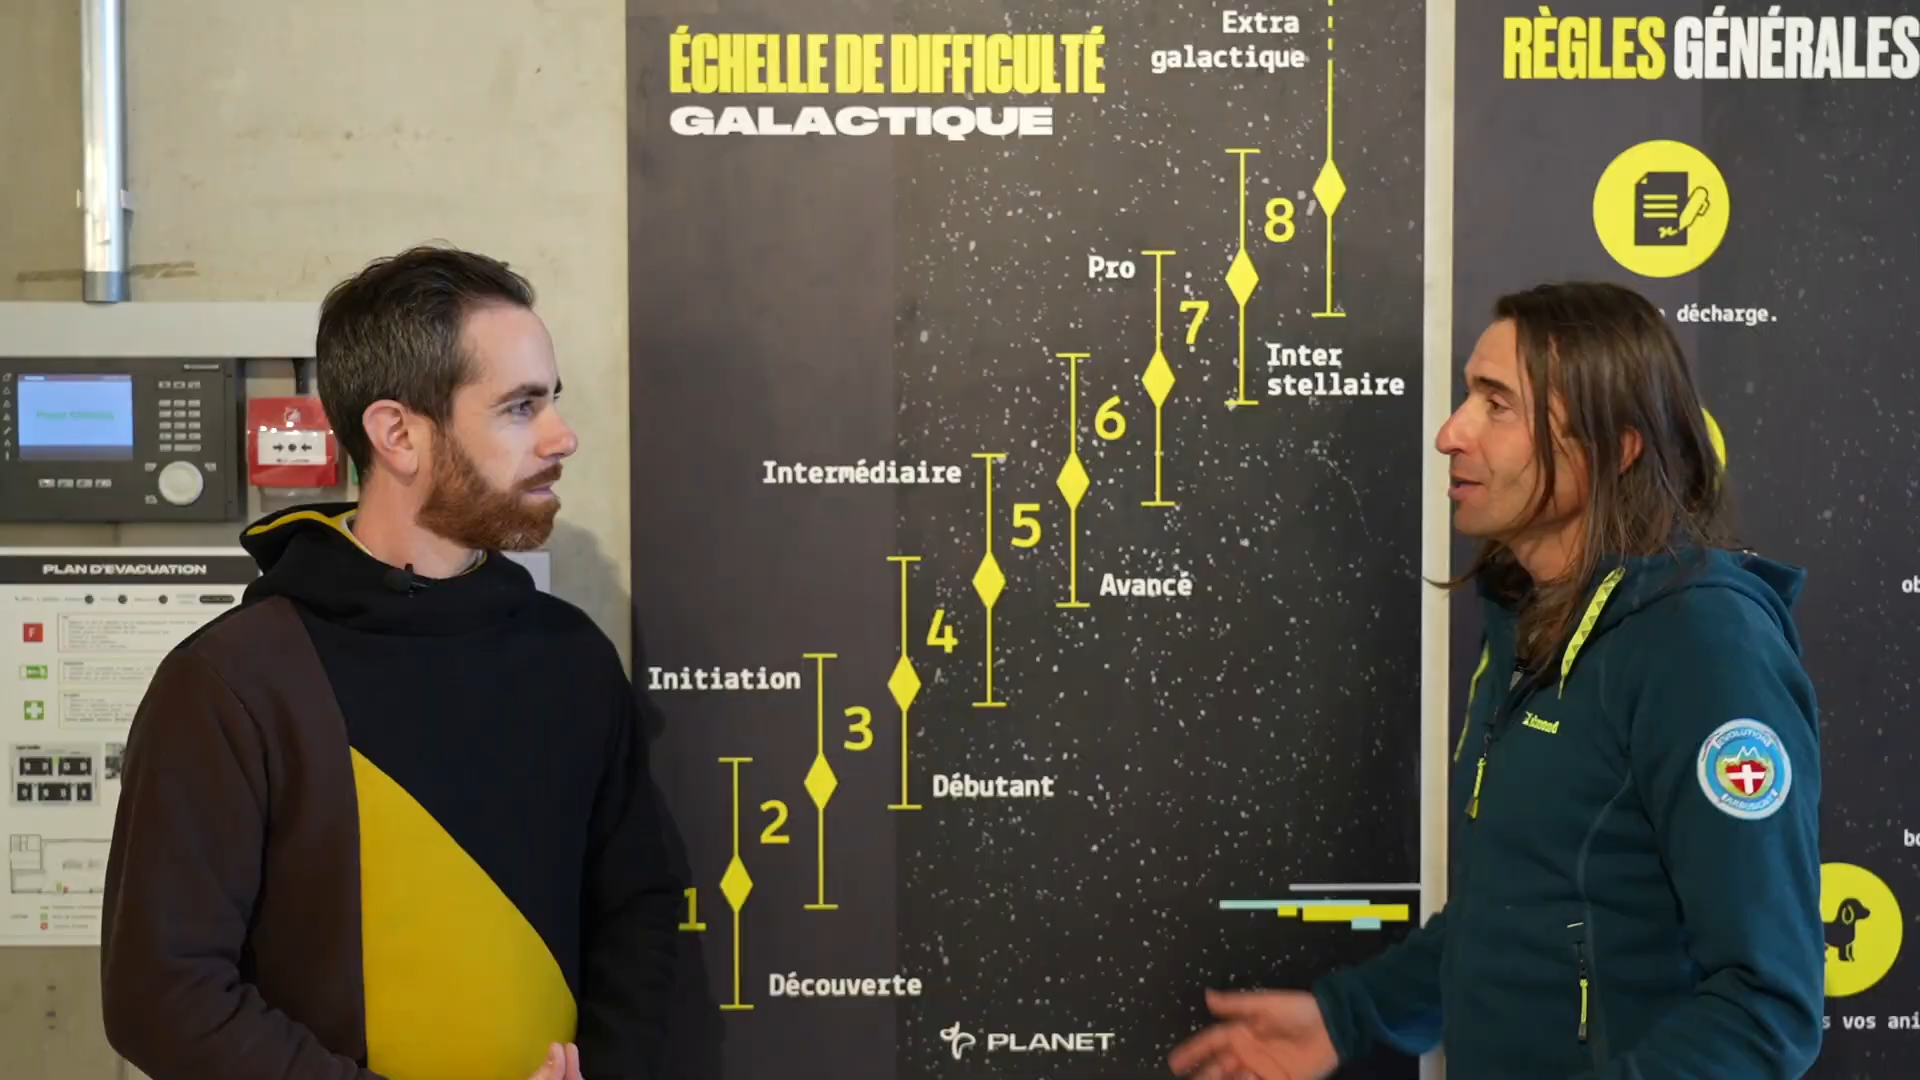 ÉCHELLE DE DIFFICULTÉ
GALACTIQUE
Extra
galactique
8
Pro
7
Inter
stellaire
6
Intermédiaire
5
Avancé
4
Initiation
3
Débutant
2
1
Découverte
PLANET
RÈGLES GÉNÉRALES
décharge.
s vos ani
PLAN D'EVACUATION
F